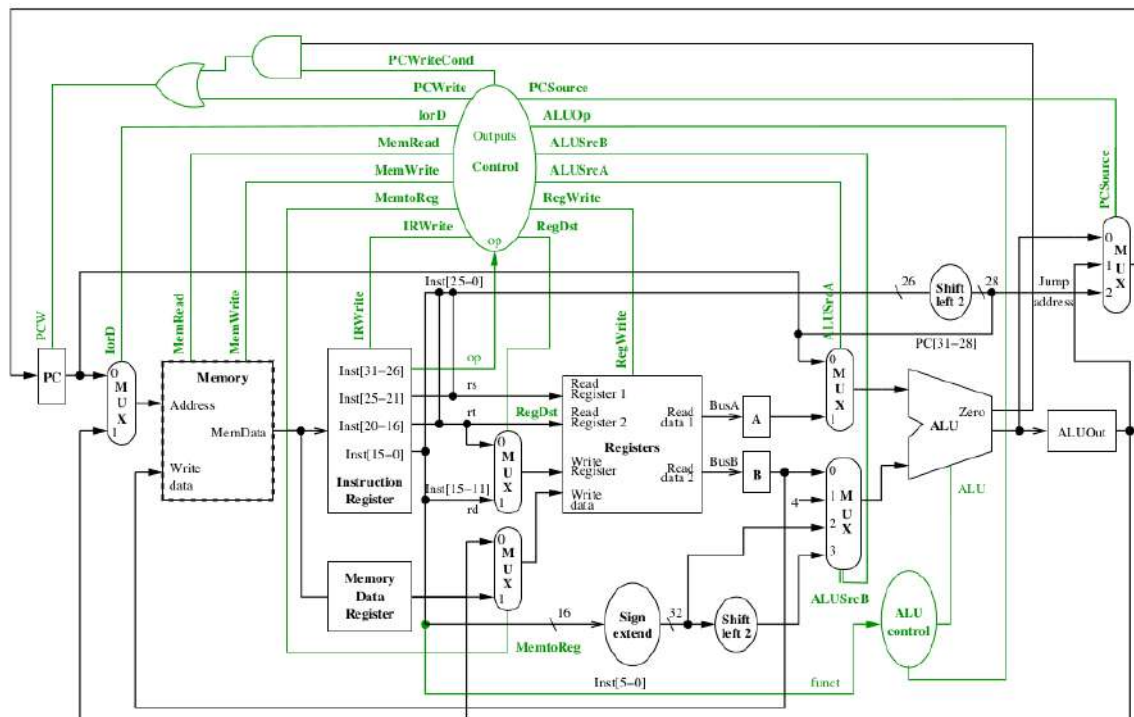 PCWriteCond
PCWrite
PCSource
IorD
ALUOp
Outputs
MemRead
ALUSrcB
Control
MemWrite
ALUSrcA
MemtoReg
RegWrite
IRWrite
RegDst
op
PCSource
0
M
1
U
X
2
Inst[25-0]
26
Shift
left 2
28
Jump
address
PC[31-28]
PCW
IorD
MemRead
MemWrite
IRWrite
op
RegWrite
ALUSrcA
PC
0
M
U
X
1
Memory
Address
MemData
Write
data
Inst[31-26]
Inst[25-21]
Inst[20-16]
Inst[15-0]
Instruction
Register
rs
rt
RegDst
Inst[15-11]
rd
0
M
U
X
1
Read
Register 1
Read
Register 2
Registers
Write
Register
Write
data
Read
data 1
Read
data 2
BusA
A
BusB
B
0
M
U
X
1
0
4
1
M
U
2
X
3
ALUSrcB
Zero
ALU
ALUOut
ALU
Memory
Data
Register
0
M
U
X
1
MemtoReg
16
Sign
extend
32
Shift
left 2
ALU
control
Inst[5-0]
funct